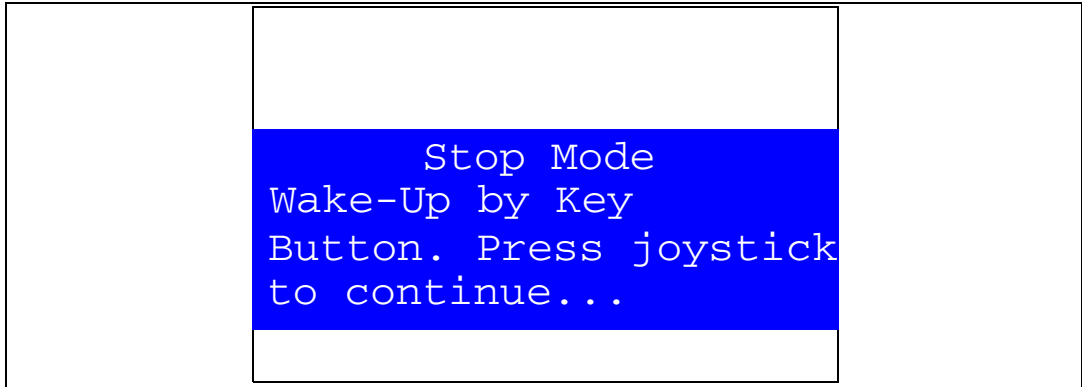 Stop Mode
Wake-Up by Key
Button. Press joystick
to continue...